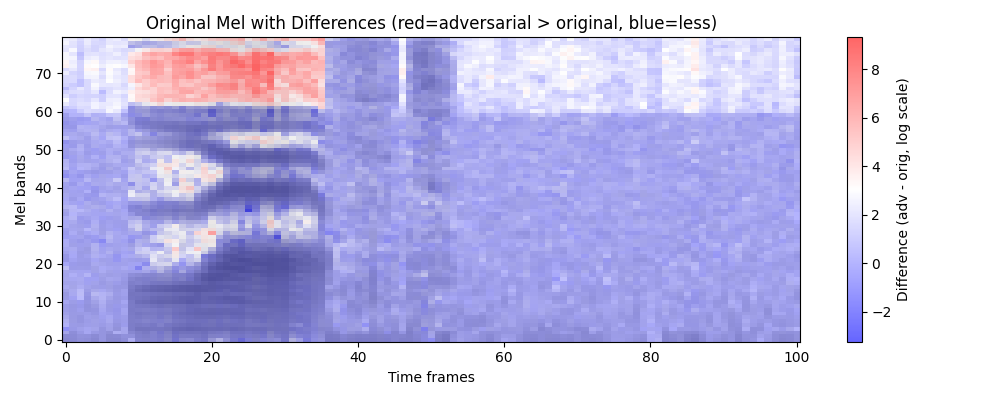 Original Mel with Differences (red=adversarial > original, blue=less)
Mel bands
70
60
50
40
30
20
10
0
0 20 40 60 80 100
Time frames
8
6
4
2
0
−2
Difference (adv - orig, log scale)